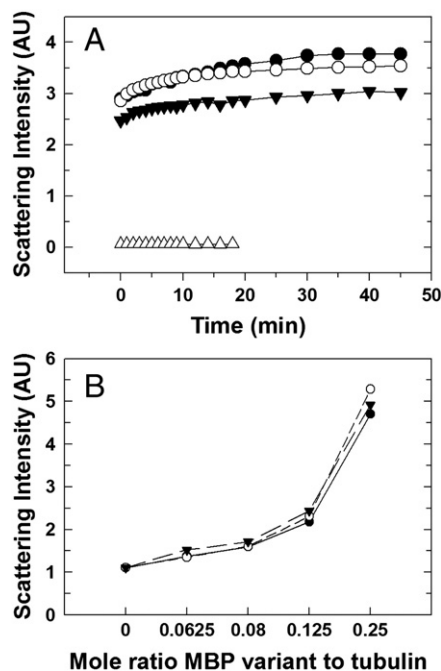 A
Scattering Intensity (AU)
4
3
2
1
0
0 10 20 30 40 50
Time (min)
B
Scattering Intensity (AU)
6
5
4
3
2
1
0
0 0.0625 0.08 0.125 0.25
Mole ratio MBP variant to tubulin